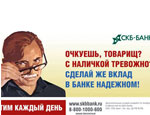 СКБ-БАНК
ОЧКУЕШЬ, ТОВАРИЩ?
С НАЛИЧКОЙ ТРЕВОЖНО
СДЕЛАЙ ЖЕ ВКЛАД
В БАНКЕ НАДЕЖНОМ!
ТИМ КАЖДЫЙ ДЕНЬ
www.skbbank.ru
8-800-1000-600